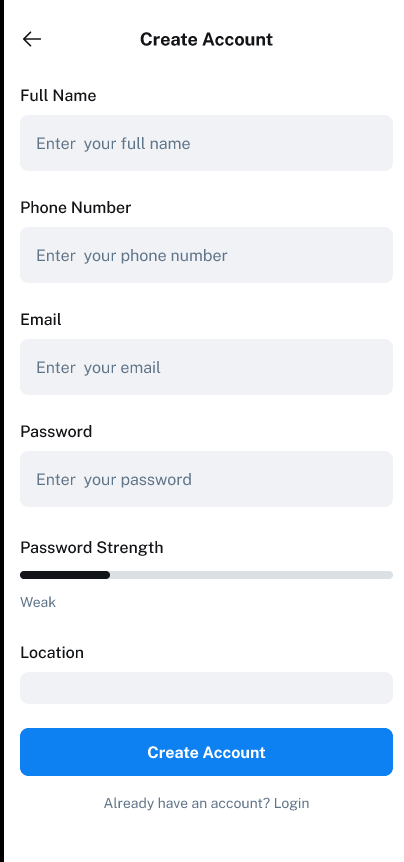 Create Account
Full Name
Enter  your full name
Phone Number
Enter  your phone number
Email
Enter  your email
Password
Enter  your password
Password Strength
Weak
Location
Create Account
Already have an account? Login